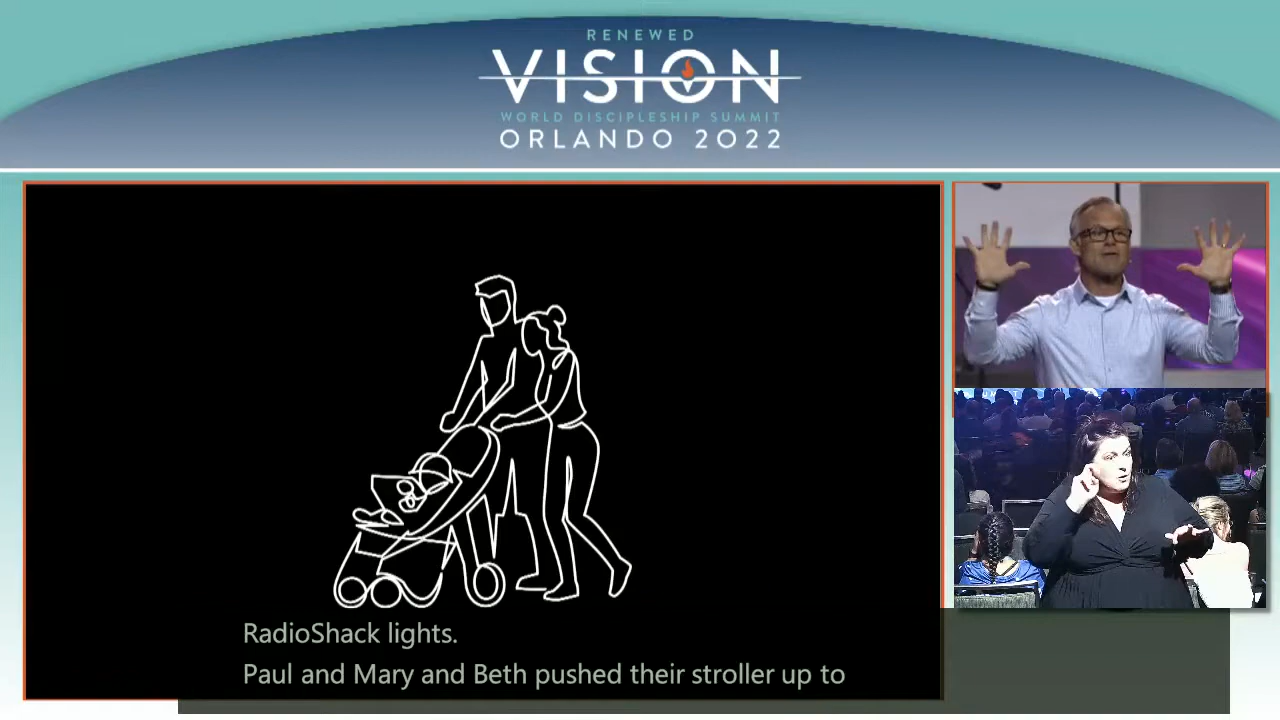 RENEWED
VISION
WORLD DISCIPLESHIP SUMMIT
ORLANDO 2022
RadioShack lights.
Paul and Mary and Beth pushed their stroller up to